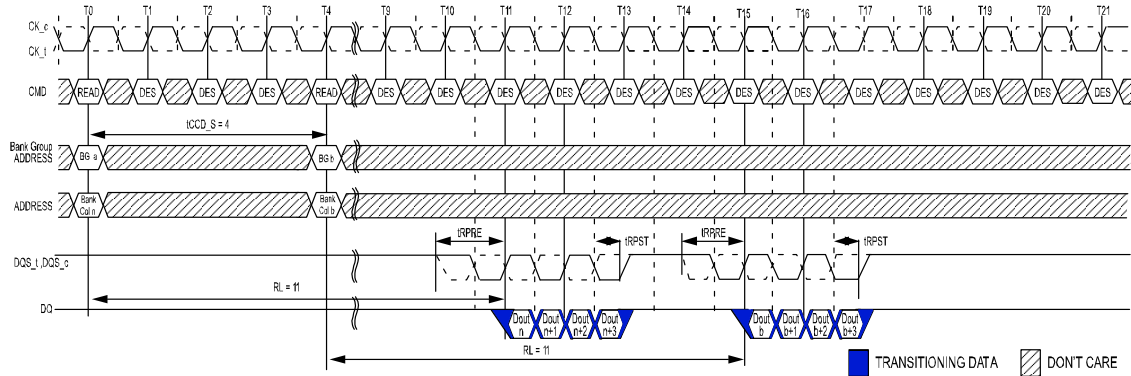 T0 T1 T2 T3 T4 T9 T10 T11 T12 T13 T14 T15 T16 T17 T18 T19 T20 T21
CK_c
CK_t
CMD READ DES DES DES READ DES DES DES DES DES DES DES DES DES DES DES DES DES
tCCD_S = 4
Bank Group
ADDRESS BG a BG b
ADDRESS Bank Col n Bank Col b
tRPRE tRPST tRPRE tRPST
DQS_t ,DQS_c
RL = 11
DQ Dout n Dout n+1 Dout n+2 Dout n+3 Dout b Dout b+1 Dout b+2 Dout b+3
RL = 11
TRANSITIONING DATA DON'T CARE